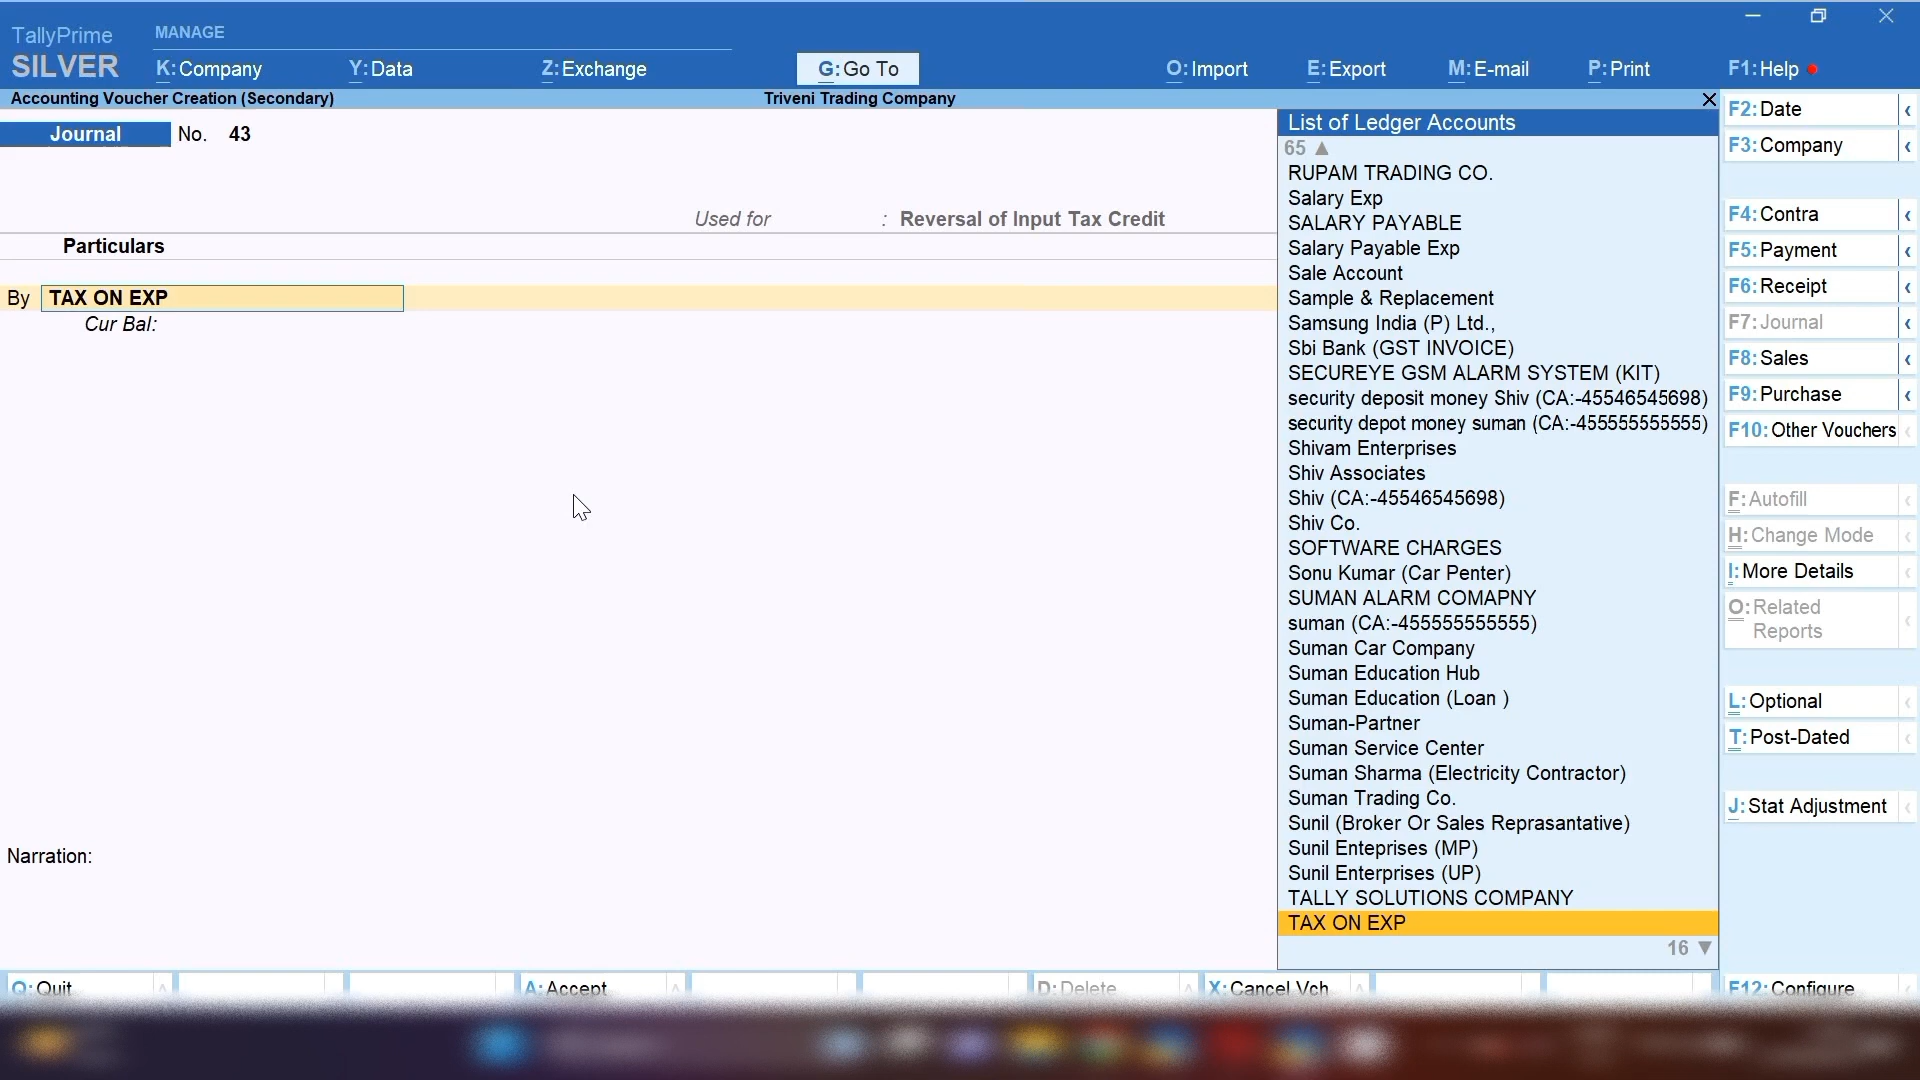 TallyPrime
SILVER
MANAGE
K:Company
Y:Data
Z:Exchange
G:Go To
O:Import
E:Export
M:E-mail
P:Print
F1:Help
Accounting Voucher Creation (Secondary)
Triveni Trading Company
Journal No. 43
Used for : Reversal of Input Tax Credit
Particulars
By TAX ON EXP
Cur Bal:
Narration:
List of Ledger Accounts
65 ▲
RUPAM TRADING CO.
Salary Exp
SALARY PAYABLE
Salary Payable Exp
Sale Account
Sample & Replacement
Samsung India (P) Ltd.,
Sbi Bank (GST INVOICE)
SECUREYE GSM ALARM SYSTEM (KIT)
security deposit money Shiv (CA:-45546545698)
security depot money suman (CA:-455555555555)
Shivam Enterprises
Shiv Associates
Shiv (CA:-45546545698)
Shiv Co.
SOFTWARE CHARGES
Sonu Kumar (Car Penter)
SUMAN ALARM COMAPNY
suman (CA:-455555555555)
Suman Car Company
Suman Education Hub
Suman Education (Loan )
Suman-Partner
Suman Service Center
Suman Sharma (Electricity Contractor)
Suman Trading Co.
Sunil (Broker Or Sales Reprasantative)
Sunil Enteprises (MP)
Sunil Enterprises (UP)
TALLY SOLUTIONS COMPANY
TAX ON EXP
16 ▼
F2:Date
F3:Company
F4:Contra
F5:Payment
F6:Receipt
F7:Journal
F8:Sales
F9:Purchase
F10:Other Vouchers
F:Autofill
H:Change Mode
I:More Details
O:Related
Reports
L:Optional
T:Post-Dated
J:Stat Adjustment
Q:Quit
A:Accept
D:Delete
X:Cancel Vch
F12:Configure